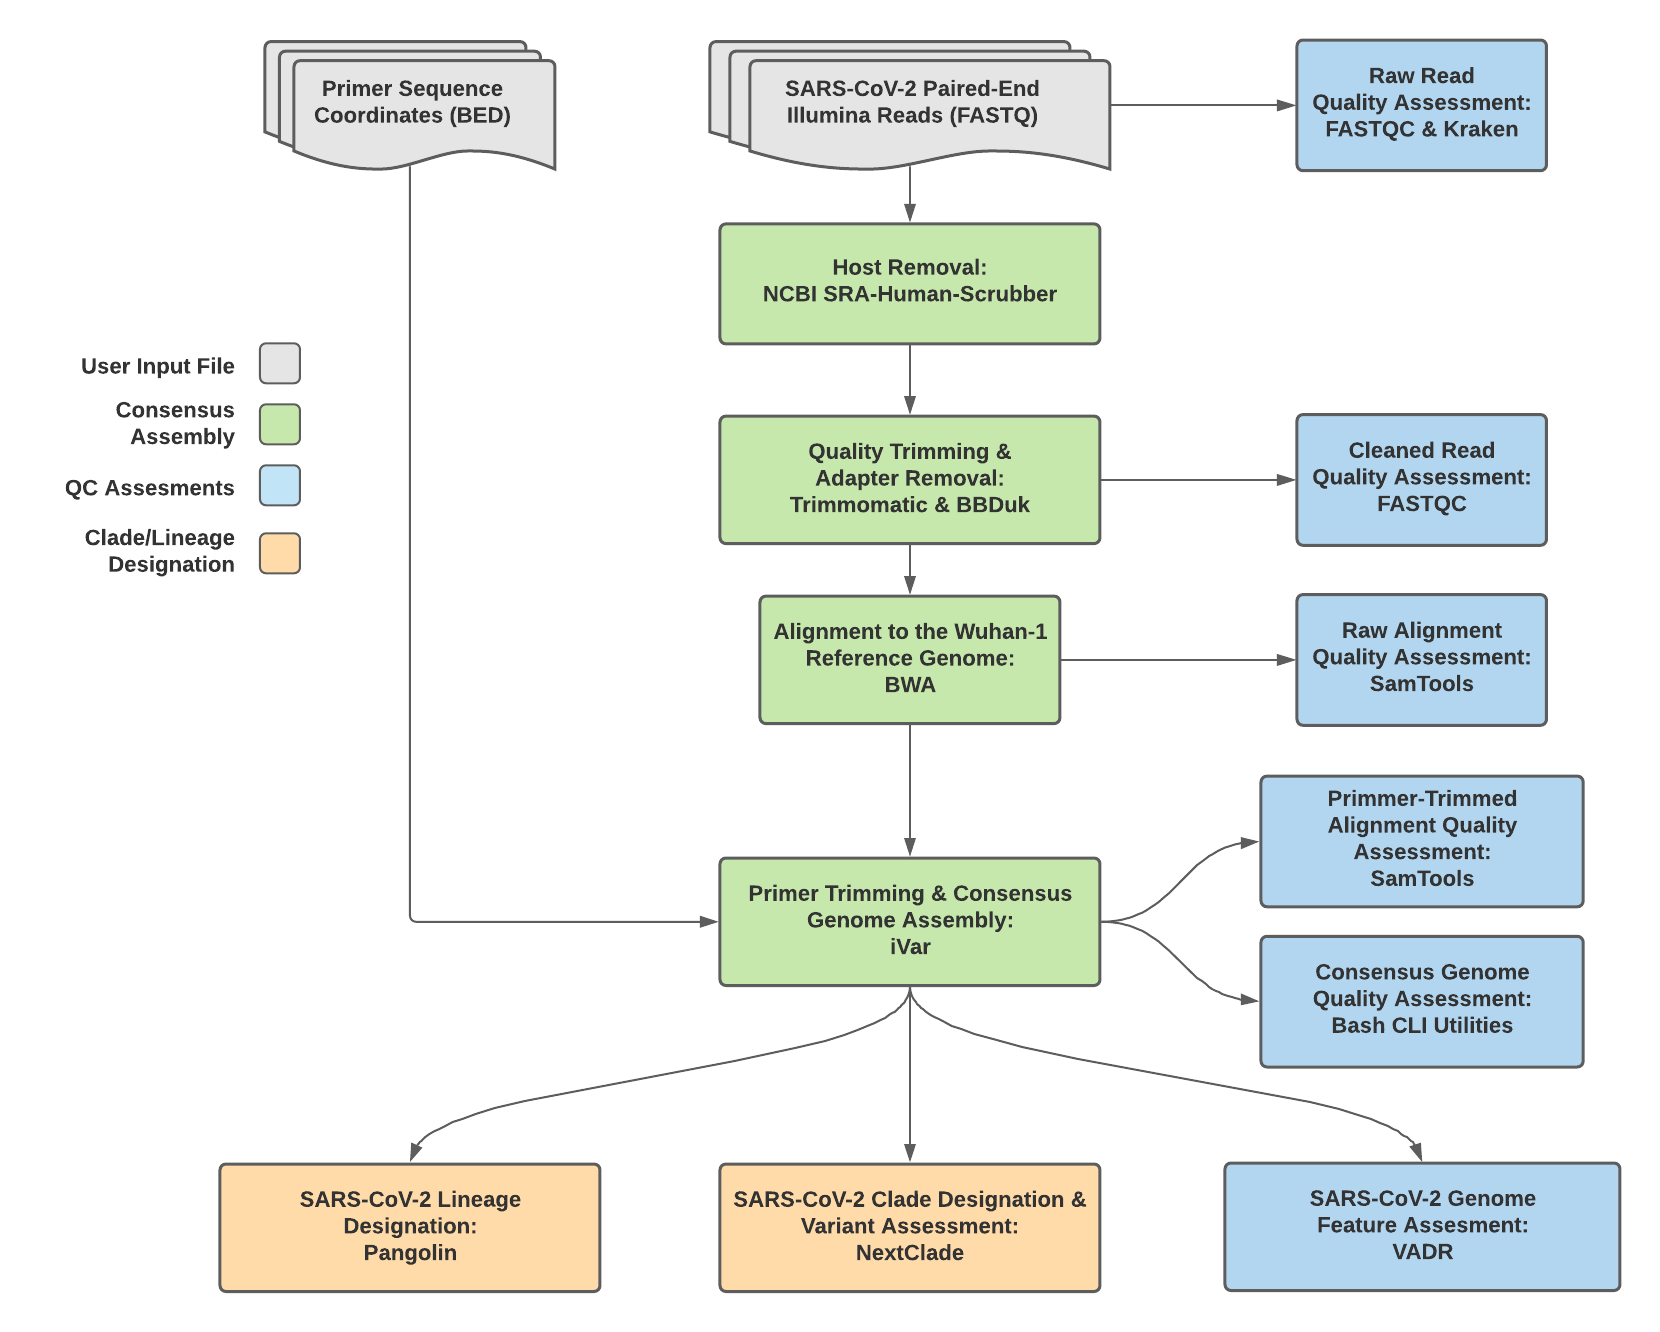 Primer Sequence
Coordinates (BED)
SARS-CoV-2 Paired-End
Illumina Reads (FASTQ)
Raw Read
Quality Assessment:
FASTQC & Kraken
Host Removal:
NCBI SRA-Human-Scrubber
User Input File
Consensus
Assembly
QC Assesments
Clade/Lineage
Designation
Quality Trimming &
Adapter Removal:
Trimmomatic & BBDuk
Cleaned Read
Quality Assessment:
FASTQC
Alignment to the Wuhan-1
Reference Genome:
BWA
Raw Alignment
Quality Assessment:
SamTools
Primmer-Trimmed
Alignment Quality
Assessment:
SamTools
Primer Trimming & Consensus
Genome Assembly:
iVar
Consensus Genome
Quality Assessment:
Bash CLI Utilities
SARS-CoV-2 Lineage
Designation:
Pangolin
SARS-CoV-2 Clade Designation &
Variant Assessment:
NextClade
SARS-CoV-2 Genome
Feature Assesment:
VADR